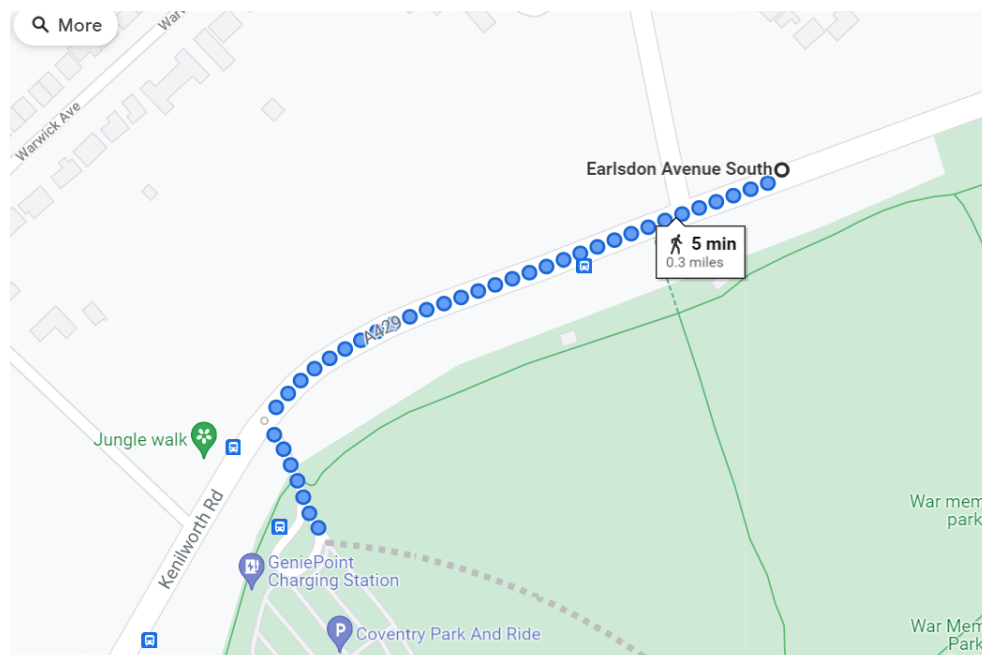 More
War
Warwick Ave
Earlsdon Avenue South
5 min
0.3 miles
A429
Jungle walk
Kenilworth Rd
War mem
park
GeniePoint
Charging Station
P
Coventry Park And Ride
War Mem
Park